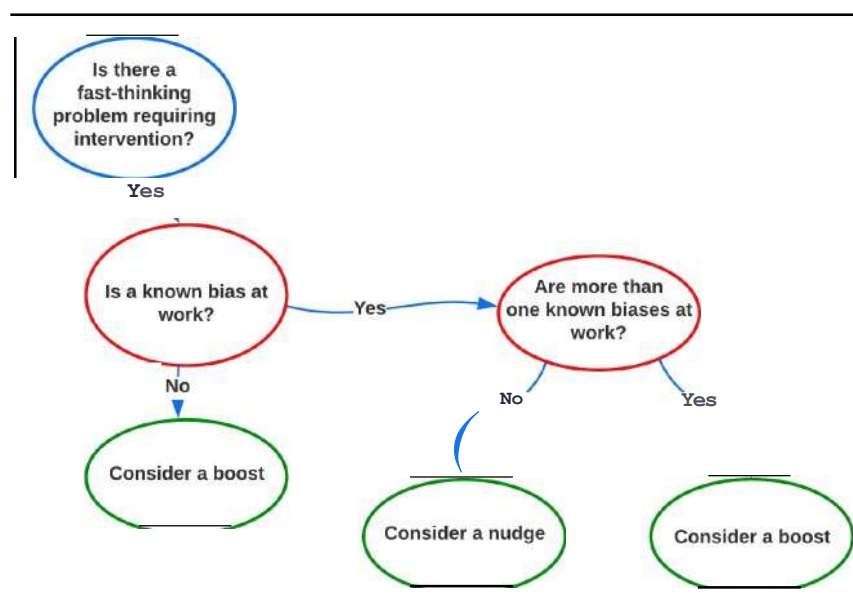 Is there a
fast-thinking
problem requiring
intervention?
Yes
Is a known bias at
work?
Yes
Are more than
one known biases at
work?
No
No
Yes
Consider a boost
Consider a nudge
Consider a boost